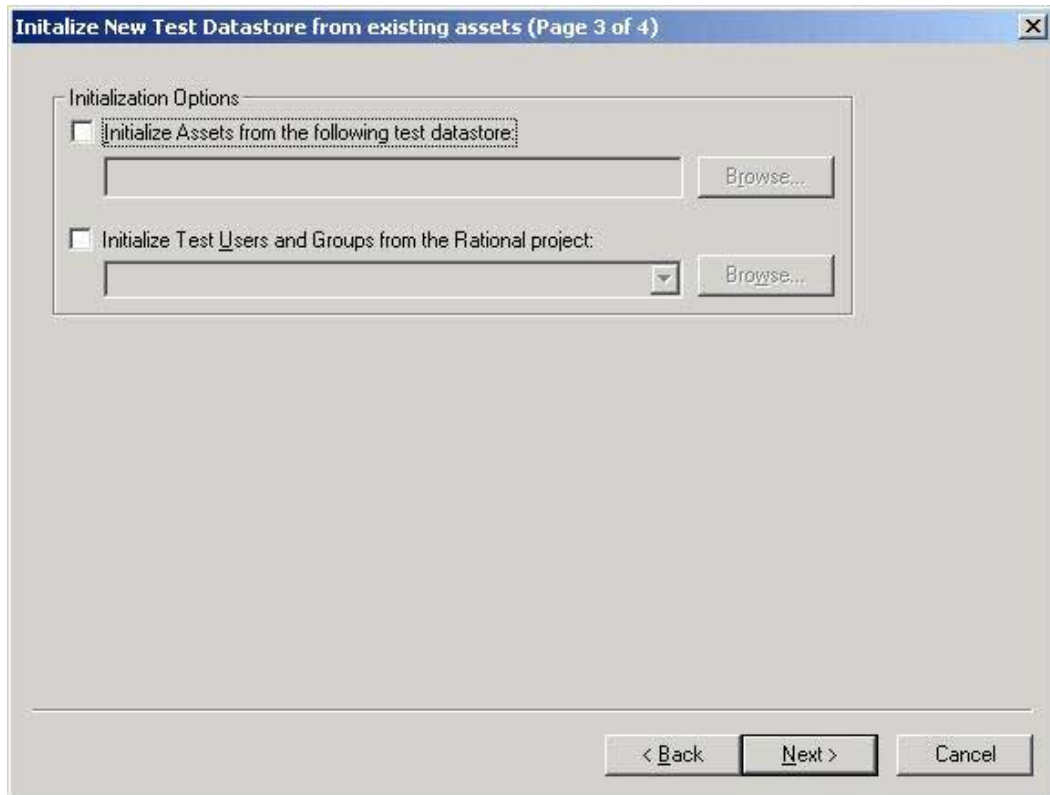 Initalize New Test Datastore from existing assets (Page 3 of 4)
Initialization Options
Initialize Assets from the following test datastore:
Browse...
Initialize Test Users and Groups from the Rational project:
Browse...
< Back
Next >
Cancel